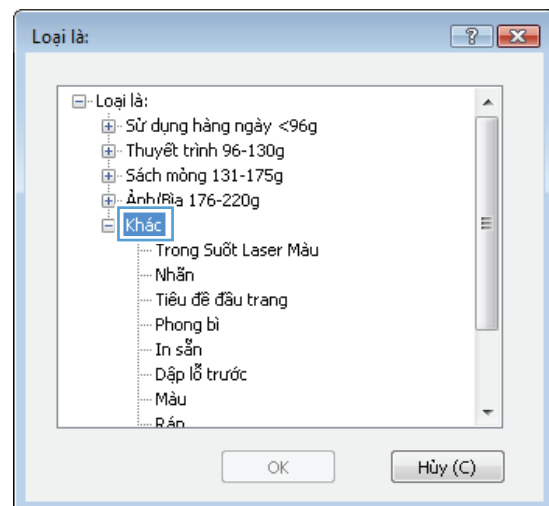 Loại là:
Loại là:
Sử dụng hàng ngày <96g
Thuyết trình 96-130g
Sách mỏng 131-175g
Ảnh/Bìa 176-220g
Khác
Trong Suốt Laser Màu
Nhãn
Tiêu đề đầu trang
Phong bì
In sẵn
Dập lỗ trước
Màu
Ráp
OK
Hủy (C)